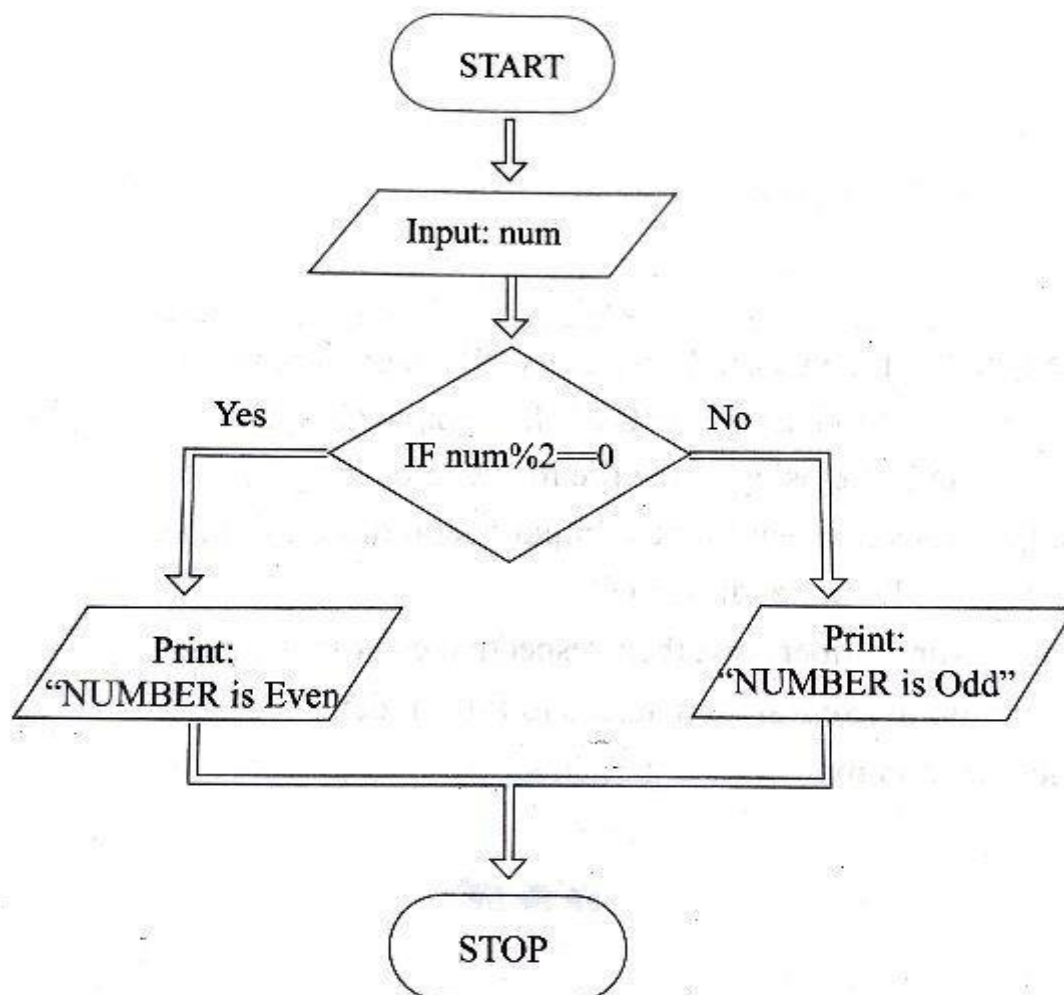 START
Input: num
Yes
No
IF num%2==0
Print:
“NUMBER is Even
Print:
“NUMBER is Odd”
STOP